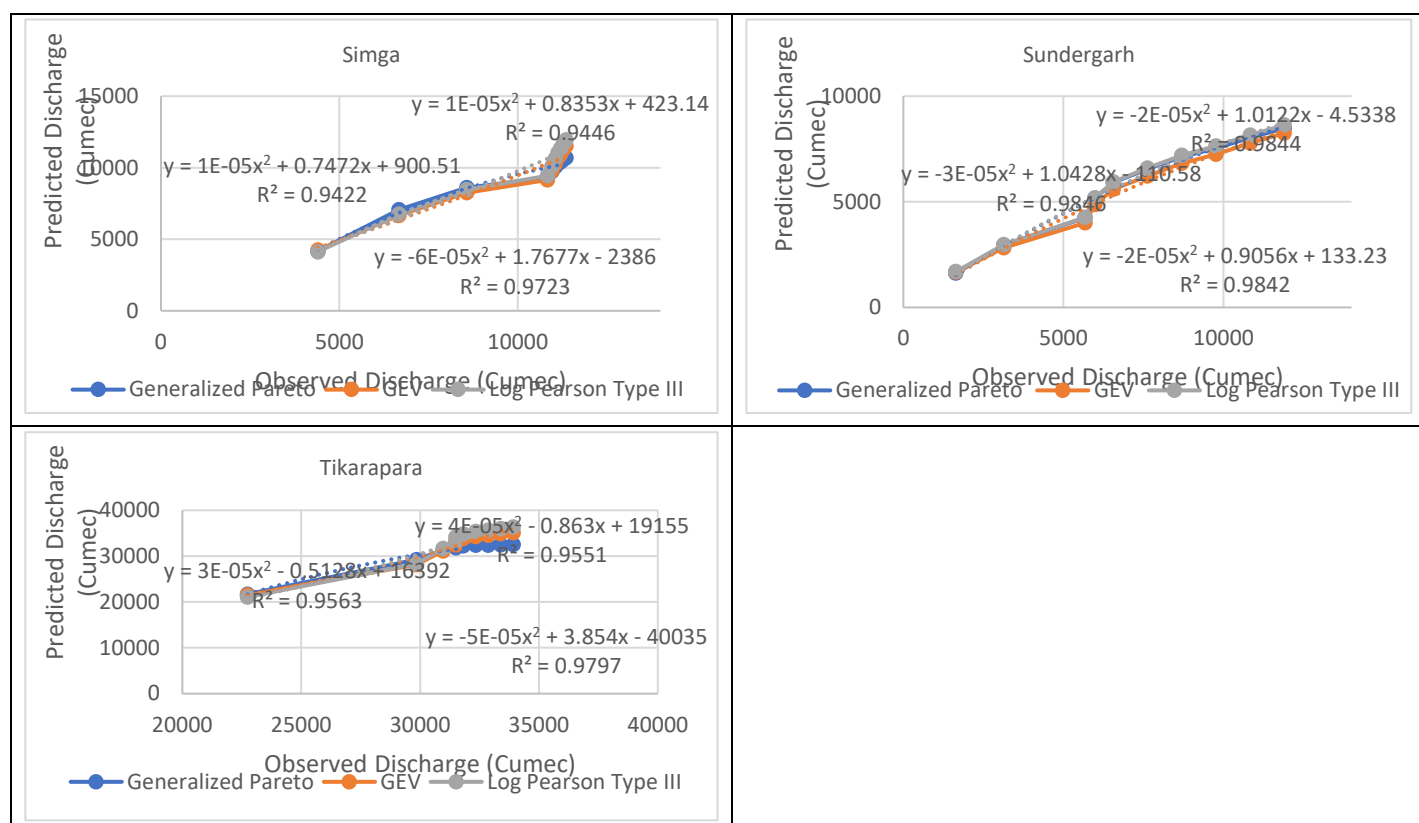 Simga
Predicted Discharge
(Cumec)
15000
10000
5000
0
y = 1E-05x² + 0.8353x + 423.14
R² = 0.9446
y = 1E-05x² + 0.7472x + 900.51
R² = 0.9422
y = -6E-05x² + 1.7677x - 2386
R² = 0.9723
0 5000 10000
Observed Discharge (Cumec)
Generalized Pareto GEV Log Pearson Type III
Sundergarh
Predicted Discharge
(Cumec)
10000
5000
0
y = -2E-05x² + 1.0122x - 4.5338
R² = 0.9844
y = -3E-05x² + 1.0428x - 110.58
R² = 0.9846
y = -2E-05x² + 0.9056x + 133.23
R² = 0.9842
0 5000 10000
Observed Discharge (Cumec)
Generalized Pareto GEV Log Pearson Type III
Tikarapara
Predicted Discharge
(Cumec)
40000
30000
20000
10000
0
y = 4E-05x² - 0.863x + 19155
R² = 0.9551
y = 3E-05x² - 0.5128x + 16392
R² = 0.9563
y = -5E-05x² + 3.854x - 40035
R² = 0.9797
20000 25000 30000 35000 40000
Observed Discharge (Cumec)
Generalized Pareto GEV Log Pearson Type III